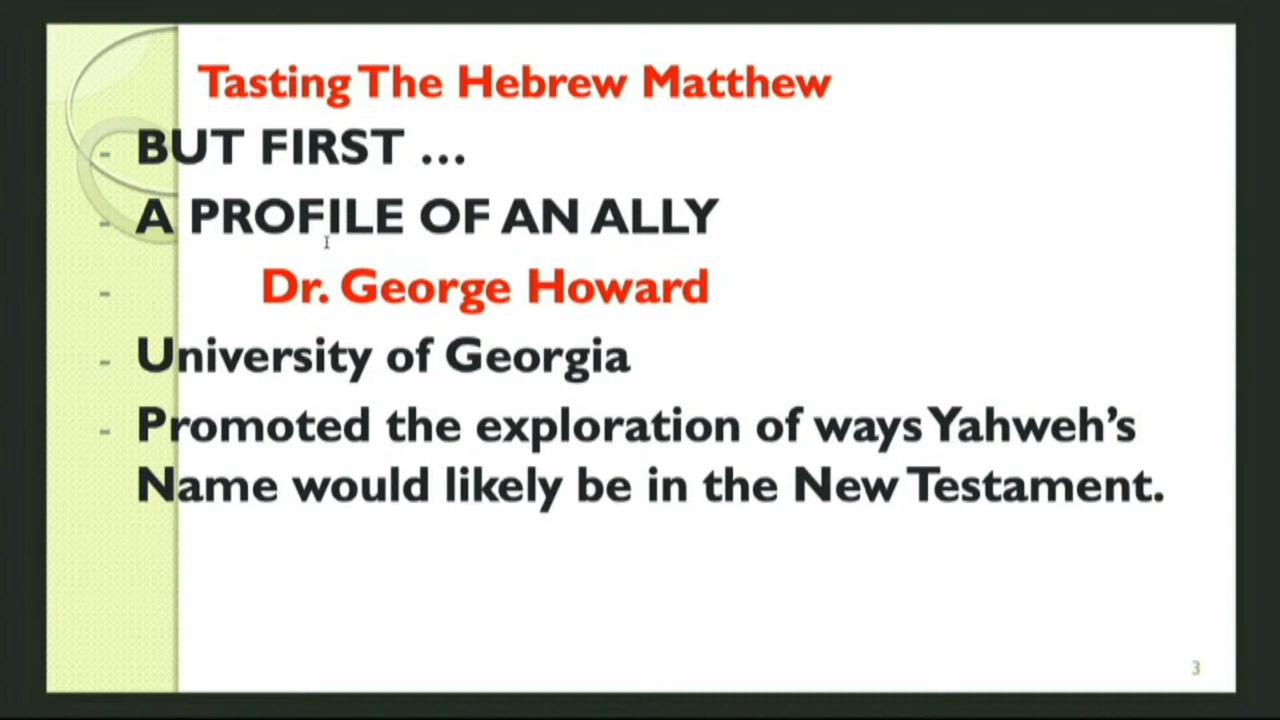 Tasting The Hebrew Matthew
- BUT FIRST …
- A PROFILE OF AN ALLY
- Dr. George Howard
- University of Georgia
- Promoted the exploration of ways Yahweh’s
Name would likely be in the New Testament.
3